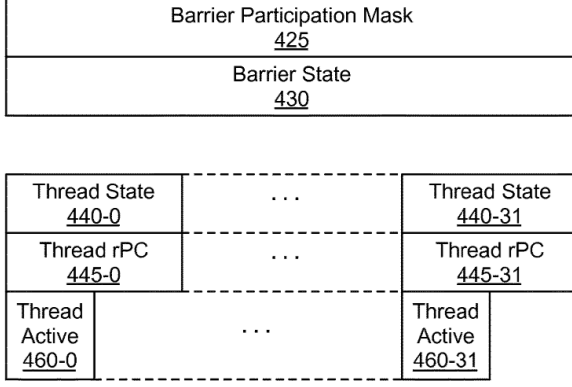 Barrier Participation Mask
425
Barrier State
430
Thread State
440-0
. . .
Thread State
440-31
Thread rPC
445-0
. . .
Thread rPC
445-31
Thread
Active
460-0
. . .
Thread
Active
460-31